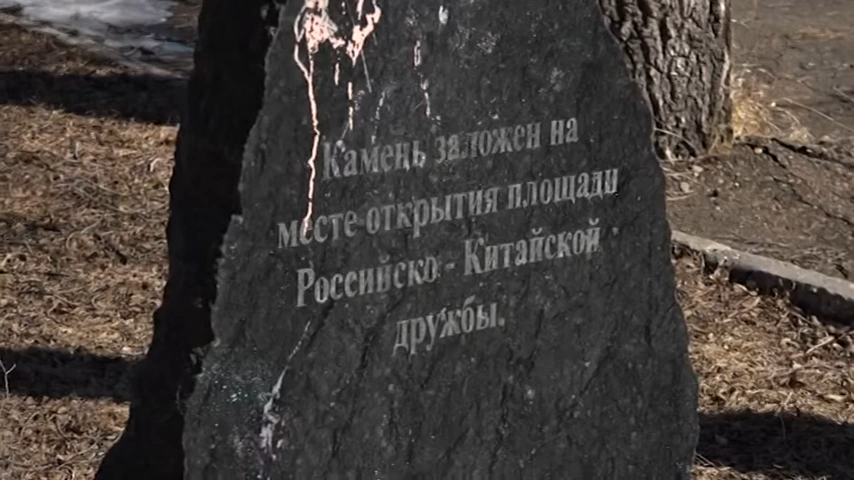 Камень заложен на
месте открытия площади
Российско - Китайской
дружбы.